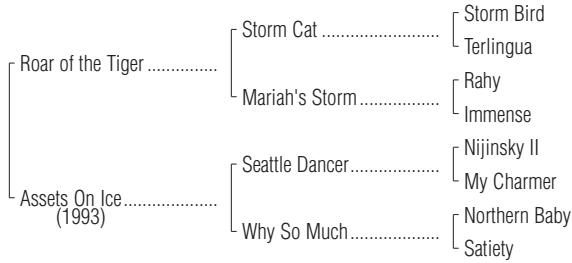 Storm Bird
Storm Cat ........................
Terlingua
Roar of the Tiger ..............
Rahy
Mariah's Storm ................
Immense
Nijinsky II
Seattle Dancer..................
My Charmer
Assets On Ice...................
(1993)
Northern Baby
Why So Much ..................
Satiety